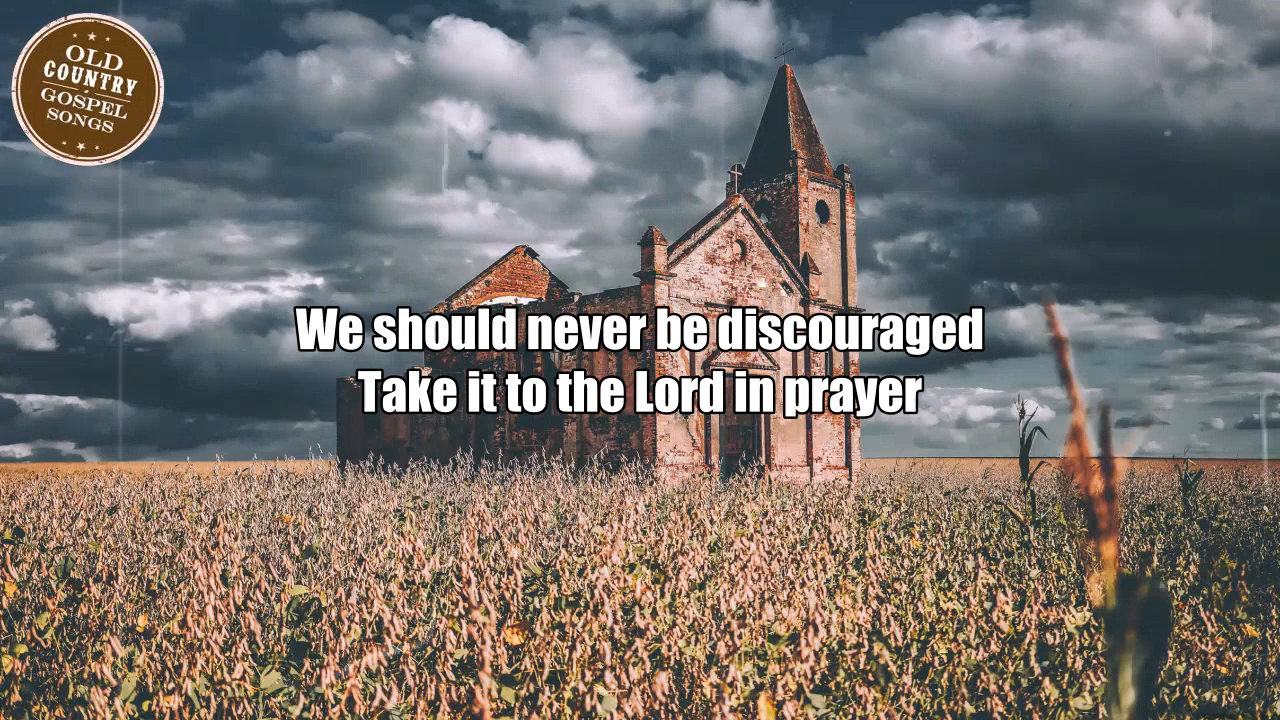 OLD
COUNTRY
GOSPEL
SONGS
We should never be discouraged
Take it to the Lord in prayer